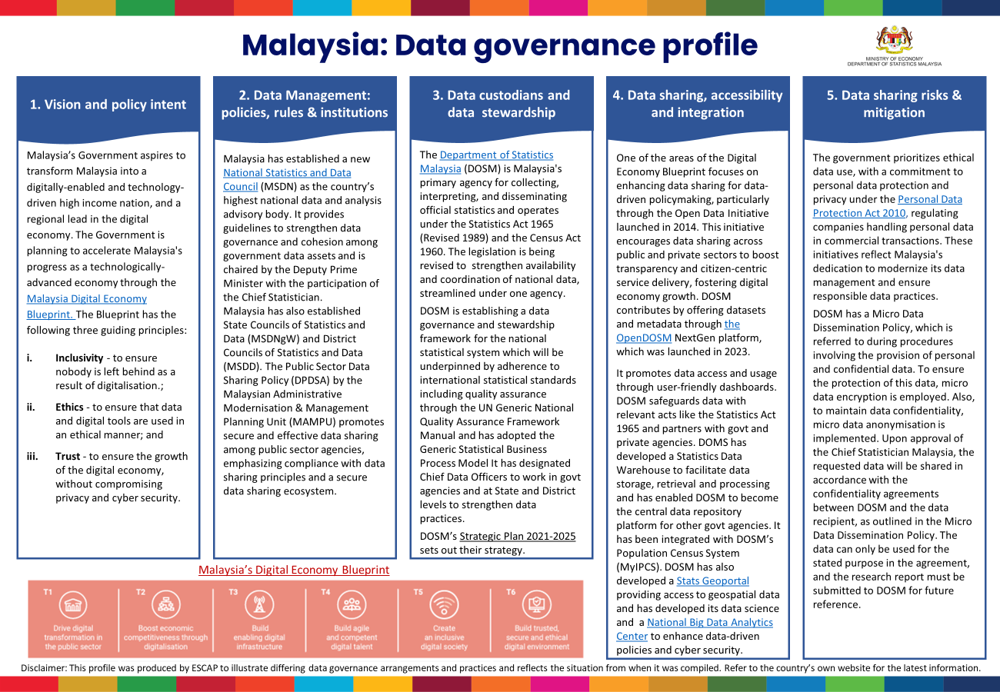 Malaysia: Data governance profile
MINISTRY OF ECONOMY
DEPARTMENT OF STATISTICS MALAYSIA
1. Vision and policy intent
Malaysia's Government aspires to
transform Malaysia into a
digitally-enabled and technology-
driven high income nation, and a
regional lead in the digital
economy. The Government is
planning to accelerate Malaysia's
progress as a technologically-
advanced economy through the
Malaysia Digital Economy
Blueprint. The Blueprint has the
following three guiding principles:
i. Inclusivity - to ensure
nobody is left behind as a
result of digitalisation.;
ii. Ethics - to ensure that data
and digital tools are used in
an ethical manner; and
iii. Trust - to ensure the growth
of the digital economy,
without compromising
privacy and cyber security.
2. Data Management:
policies, rules & institutions
Malaysia has established a new
National Statistics and Data
Council (MSDN) as the country's
highest national data and analysis
advisory body. It provides
guidelines to strengthen data
governance and cohesion among
government data assets and is
chaired by the Deputy Prime
Minister with the participation of
the Chief Statistician.
Malaysia has also established
State Councils of Statistics and
Data (MSDNgW) and District
Councils of Statistics and Data
(MSDD). The Public Sector Data
Sharing Policy (DPDSA) by the
Malaysian Administrative
Modernisation & Management
Planning Unit (MAMPU) promotes
secure and effective data sharing
among public sector agencies,
emphasizing compliance with data
sharing principles and a secure
data sharing ecosystem.
3. Data custodians and
data stewardship
The Department of Statistics
Malaysia (DOSM) is Malaysia's
primary agency for collecting,
interpreting, and disseminating
official statistics and operates
under the Statistics Act 1965
(Revised 1989) and the Census Act
1960. The legislation is being
revised to strengthen availability
and coordination of national data,
streamlined under one agency.
DOSM is establishing a data
governance and stewardship
framework for the national
statistical system which will be
underpinned by adherence to
international statistical standards
including quality assurance
through the UN Generic National
Quality Assurance Framework
Manual and has adopted the
Generic Statistical Business
Process Model It has designated
Chief Data Officers to work in govt
agencies and at State and District
levels to strengthen data
practices.
DOSM's Strategic Plan 2021-2025
sets out their strategy.
4. Data sharing, accessibility
and integration
One of the areas of the Digital
Economy Blueprint focuses on
enhancing data sharing for data-
driven policymaking, particularly
through the Open Data Initiative
launched in 2014. This initiative
encourages data sharing across
public and private sectors to boost
transparency and citizen-centric
service delivery, fostering digital
economy growth. DOSM
contributes by offering datasets
and metadata through the
OpenDOSM NextGen platform,
which was launched in 2023.
It promotes data access and usage
through user-friendly dashboards.
DOSM safeguards data with
relevant acts like the Statistics Act
1965 and partners with govt and
private agencies. DOMS has
developed a Statistics Data
Warehouse to facilitate data
storage, retrieval and processing
and has enabled DOSM to become
the central data repository
platform for other govt agencies. It
has been integrated with DOSM's
Population Census System
(MyIPCS). DOSM has also
developed a Stats Geoportal
providing access to geospatial data
and has developed its data science
and a National Big Data Analytics
Center to enhance data-driven
policies and cyber security.
5. Data sharing risks &
mitigation
The government prioritizes ethical
data use, with a commitment to
personal data protection and
privacy under the Personal Data
Protection Act 2010, regulating
companies handling personal data
in commercial transactions. These
initiatives reflect Malaysia's
dedication to modernize its data
management and ensure
responsible data practices.
DOSM has a Micro Data
Dissemination Policy, which is
referred to during procedures
involving the provision of personal
and confidential data. To ensure
the protection of this data, micro
data encryption is employed. Also,
to maintain data confidentiality,
micro data anonymisation is
implemented. Upon approval of
the Chief Statistician Malaysia, the
requested data will be shared in
accordance with the
confidentiality agreements
between DOSM and the data
recipient, as outlined in the Micro
Data Dissemination Policy. The
data can only be used for the
stated purpose in the agreement,
and the research report must be
submitted to DOSM for future
reference.
Malaysia's Digital Economy Blueprint
T1
Drive digital
transformation in
the public sector
T2
Boost economic
competitiveness through
digitalisation
T3
Build
enabling digital
infrastructure
T4
Build agile
and competent
digital talent
T5
Create
an inclusive
digital society
T6
Build trusted,
secure and ethical
digital environment
Disclaimer: This profile was produced by ESCAP to illustrate differing data governance arrangements and practices and reflects the situation from when it was compiled. Refer to the country's own website for the latest information.